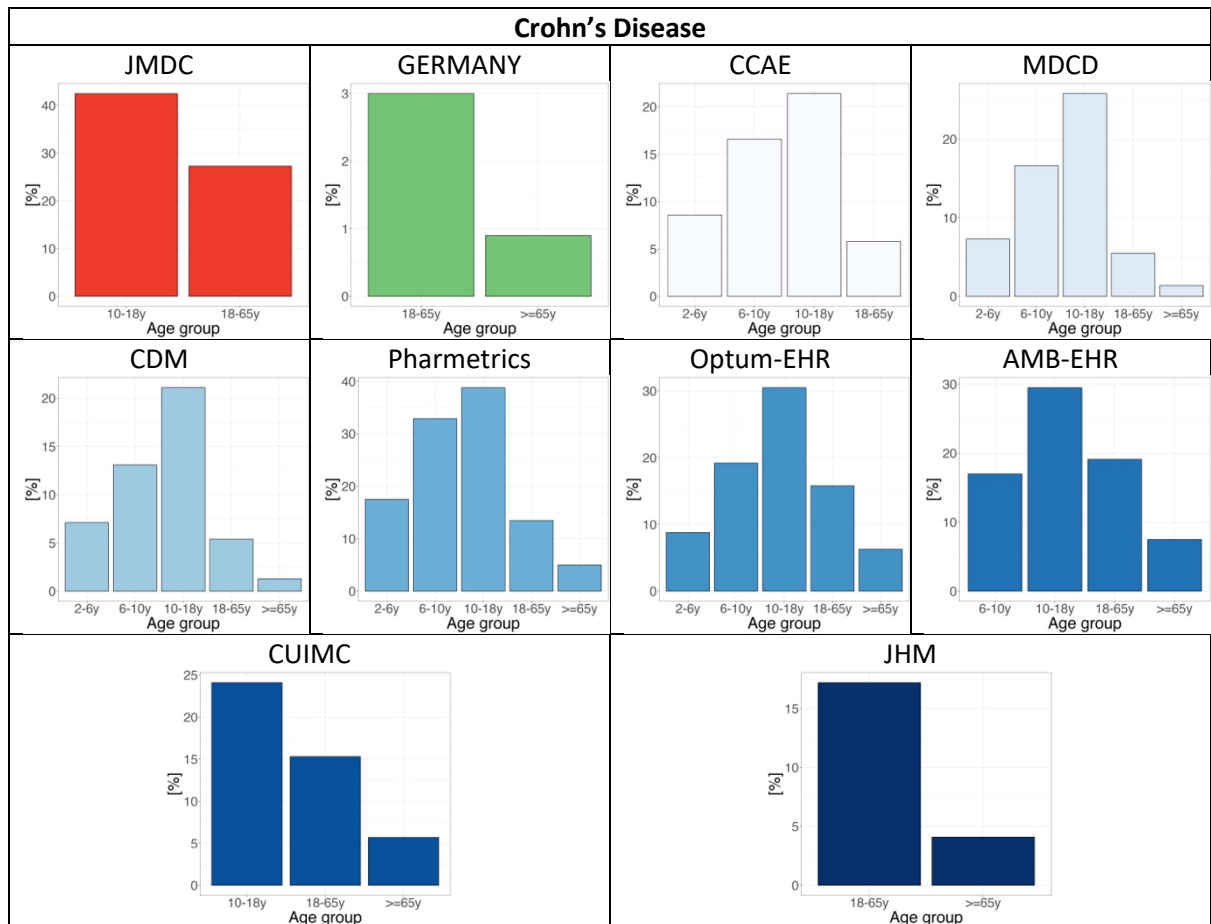 Crohn’s Disease
JMDC
GERMANY
CCAE
MDCD
[%]
40
30
20
10
0
10-18y 18-65y
Age group
[%]
3
2
1
0
18-65y >=65y
Age group
[%]
20
15
10
5
0
2-6y 6-10y 10-18y 18-65y
Age group
[%]
20
10
0
2-6y 6-10y 10-18y 18-65y >=65y
Age group
CDM
Pharmetrics
Optum-EHR
AMB-EHR
[%]
20
15
10
5
0
2-6y 6-10y 10-18y 18-65y >=65y
Age group
[%]
40
30
20
10
0
2-6y 6-10y 10-18y 18-65y >=65y
Age group
[%]
30
20
10
0
2-6y 6-10y 10-18y 18-65y >=65y
Age group
[%]
30
20
10
0
6-10y 10-18y 18-65y >=65y
Age group
CUIMC
JHM
[%]
25
20
15
10
5
0
10-18y 18-65y >=65y
Age group
[%]
15
10
5
0
18-65y >=65y
Age group